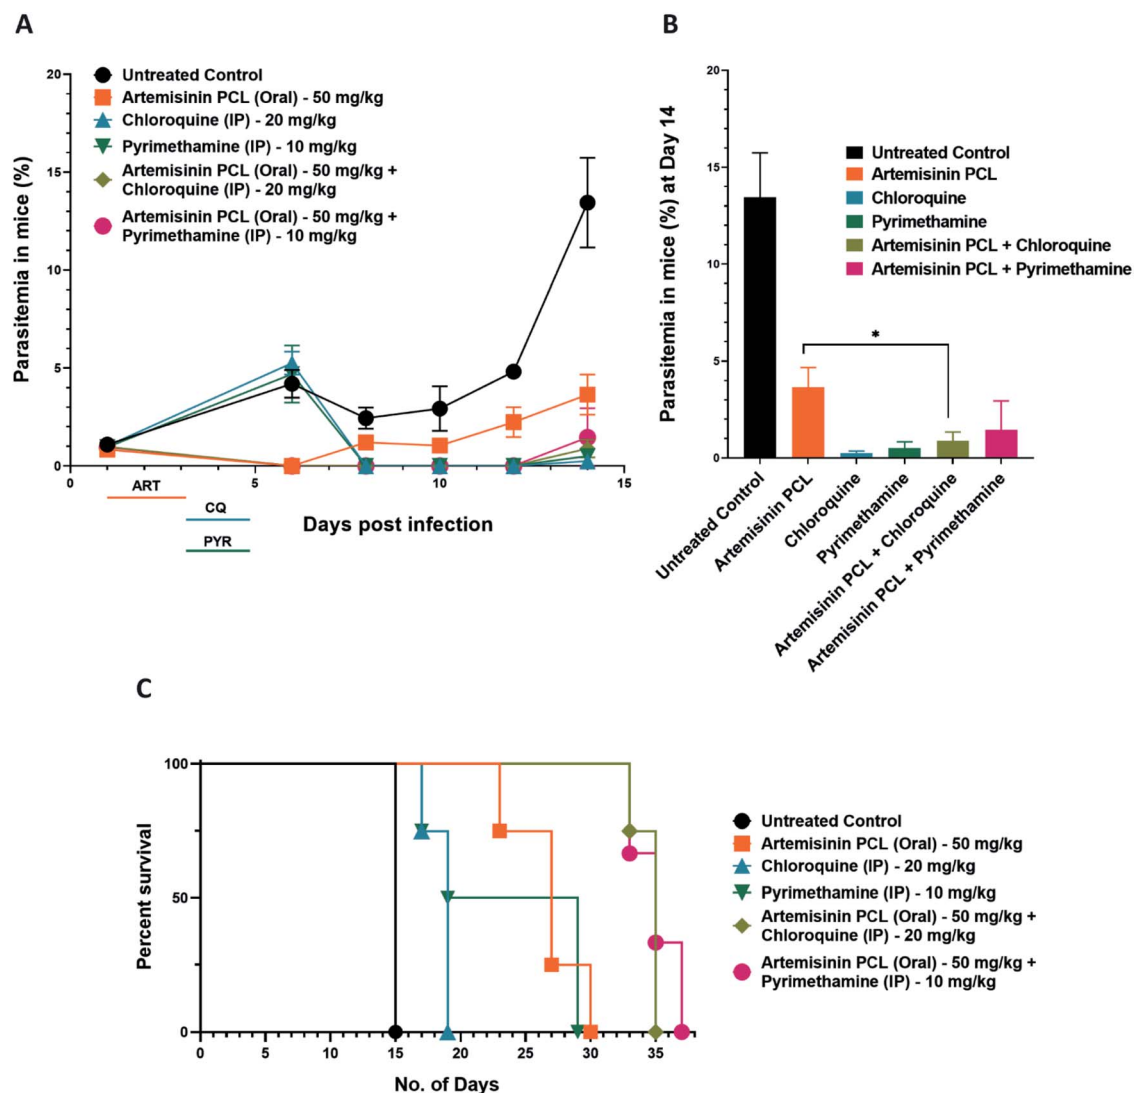 A
Untreated Control
Artemisinin PCL (Oral) - 50 mg/kg
Chloroquine (IP) - 20 mg/kg
Pyrimethamine (IP) - 10 mg/kg
Artemisinin PCL (Oral) - 50 mg/kg +
Chloroquine (IP) - 20 mg/kg
Artemisinin PCL (Oral) - 50 mg/kg +
Pyrimethamine (IP) - 10 mg/kg
Parasitemia in mice (%)
20
15
10
5
0
0 5 10 15
ART
CQ
PYR
Days post infection
B
Parasitemia in mice (%) at Day 14
20
15
10
5
0
Untreated Control
Artemisinin PCL
Chloroquine
Pyrimethamine
Artemisinin PCL + Chloroquine
Artemisinin PCL + Pyrimethamine
*
Untreated Control
Artemisinin PCL
Chloroquine
Pyrimethamine
Artemisinin PCL + Chloroquine
Artemisinin PCL + Pyrimethamine
C
Percent survival
100
50
0
0 5 10 15 20 25 30 35
No. of Days
Untreated Control
Artemisinin PCL (Oral) - 50 mg/kg
Chloroquine (IP) - 20 mg/kg
Pyrimethamine (IP) - 10 mg/kg
Artemisinin PCL (Oral) - 50 mg/kg +
Chloroquine (IP) - 20 mg/kg
Artemisinin PCL (Oral) - 50 mg/kg +
Pyrimethamine (IP) - 10 mg/kg